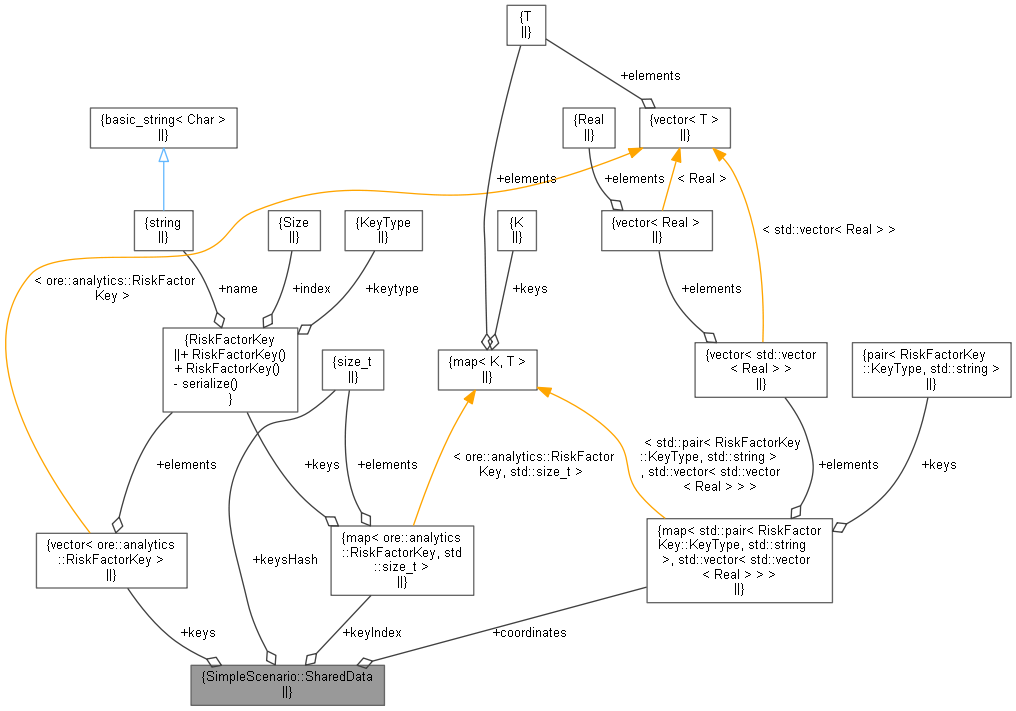 {T
||}
+elements
{basic_string< Char >
||}
{Real
||}
{vector< T >
||}
+elements
+elements
< Real >
{string
||}
{Size
||}
{KeyType
||}
{K
||}
{vector< Real >
||}
< std::vector< Real > >
< ore::analytics::RiskFactor
Key >
+name
+index
+keytype
+keys
+elements
{RiskFactorKey
||+ RiskFactorKey()
+ RiskFactorKey()
- serialize()
}
{size_t
||}
{map< K, T >
||}
{vector< std::vector
< Real > >
||}
{pair< RiskFactorKey
::KeyType, std::string >
||}
+elements
+keys
+elements
< ore::analytics::RiskFactor
Key, std::size_t >
< std::pair< RiskFactorKey
::KeyType, std::string >
, std::vector< std::vector
< Real > > >
+elements
+keys
{vector< ore::analytics
::RiskFactorKey >
||}
+keysHash
{map< ore::analytics
::RiskFactorKey, std
::size_t >
||}
{map< std::pair< RiskFactor
Key::KeyType, std::string
>, std::vector< std::vector
< Real > > >
||}
+keys
+keyIndex
+coordinates
{SimpleScenario::SharedData
||}